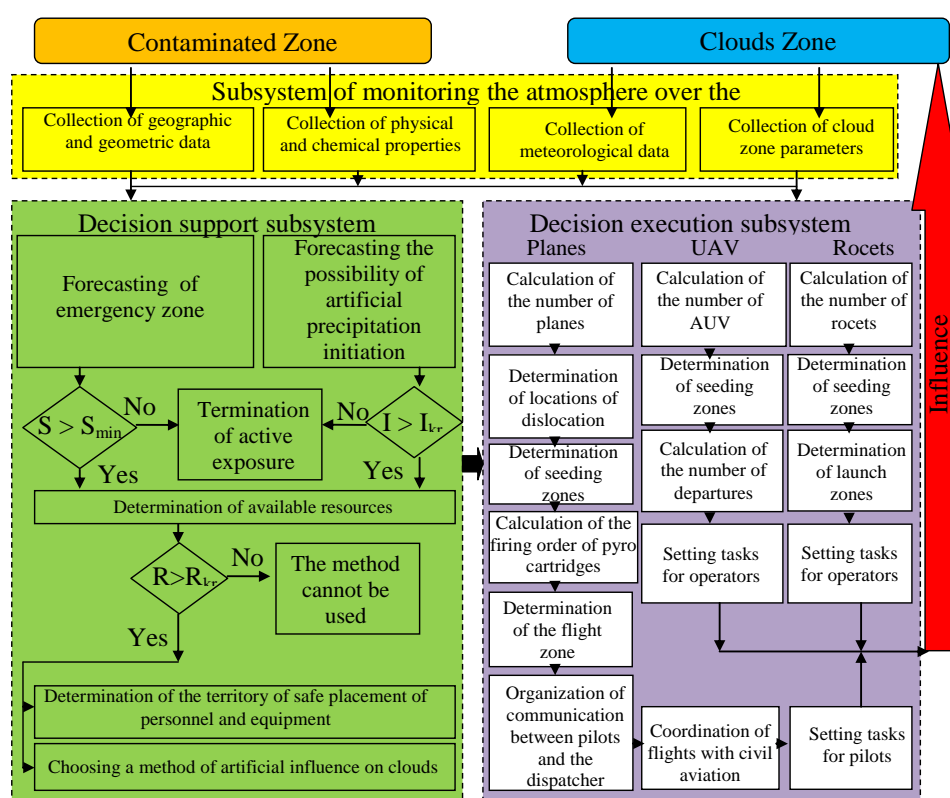 Contaminated Zone
Clouds Zone
Subsystem of monitoring the atmosphere over the
Collection of geographic
and geometric data
Collection of physical
and chemical properties
Collection of
meteorological data
Collection of cloud
zone parameters
Influence
Decision support subsystem
Forecasting of
emergency zone
Forecasting the
possibility of
artificial
precipitation
initiation
S > Smin
No
Termination
of active
exposure
No
I > Ikr
Yes
Yes
Determination of available resources
R>Rkr
No
The method
cannot be
used
Yes
Determination of the territory of safe placement of
personnel and equipment
Choosing a method of artificial influence on clouds
Decision execution subsystem
Planes
UAV
Rocets
Calculation of
the number of
planes
Determination
of locations of
dislocation
Determination
of seeding
zones
Calculation of the
firing order of pyro
cartridges
Determination
of the flight
zone
Organization of
communication
between pilots
and the
dispatcher
Calculation of
the number of
AUV
Determination
of seeding
zones
Calculation of
the number of
departures
Setting tasks
for operators
Coordination of
flights with civil
aviation
Calculation of
the number of
rocets
Determination
of seeding
zones
Determination
of launch
zones
Setting tasks
for operators
Setting tasks
for pilots